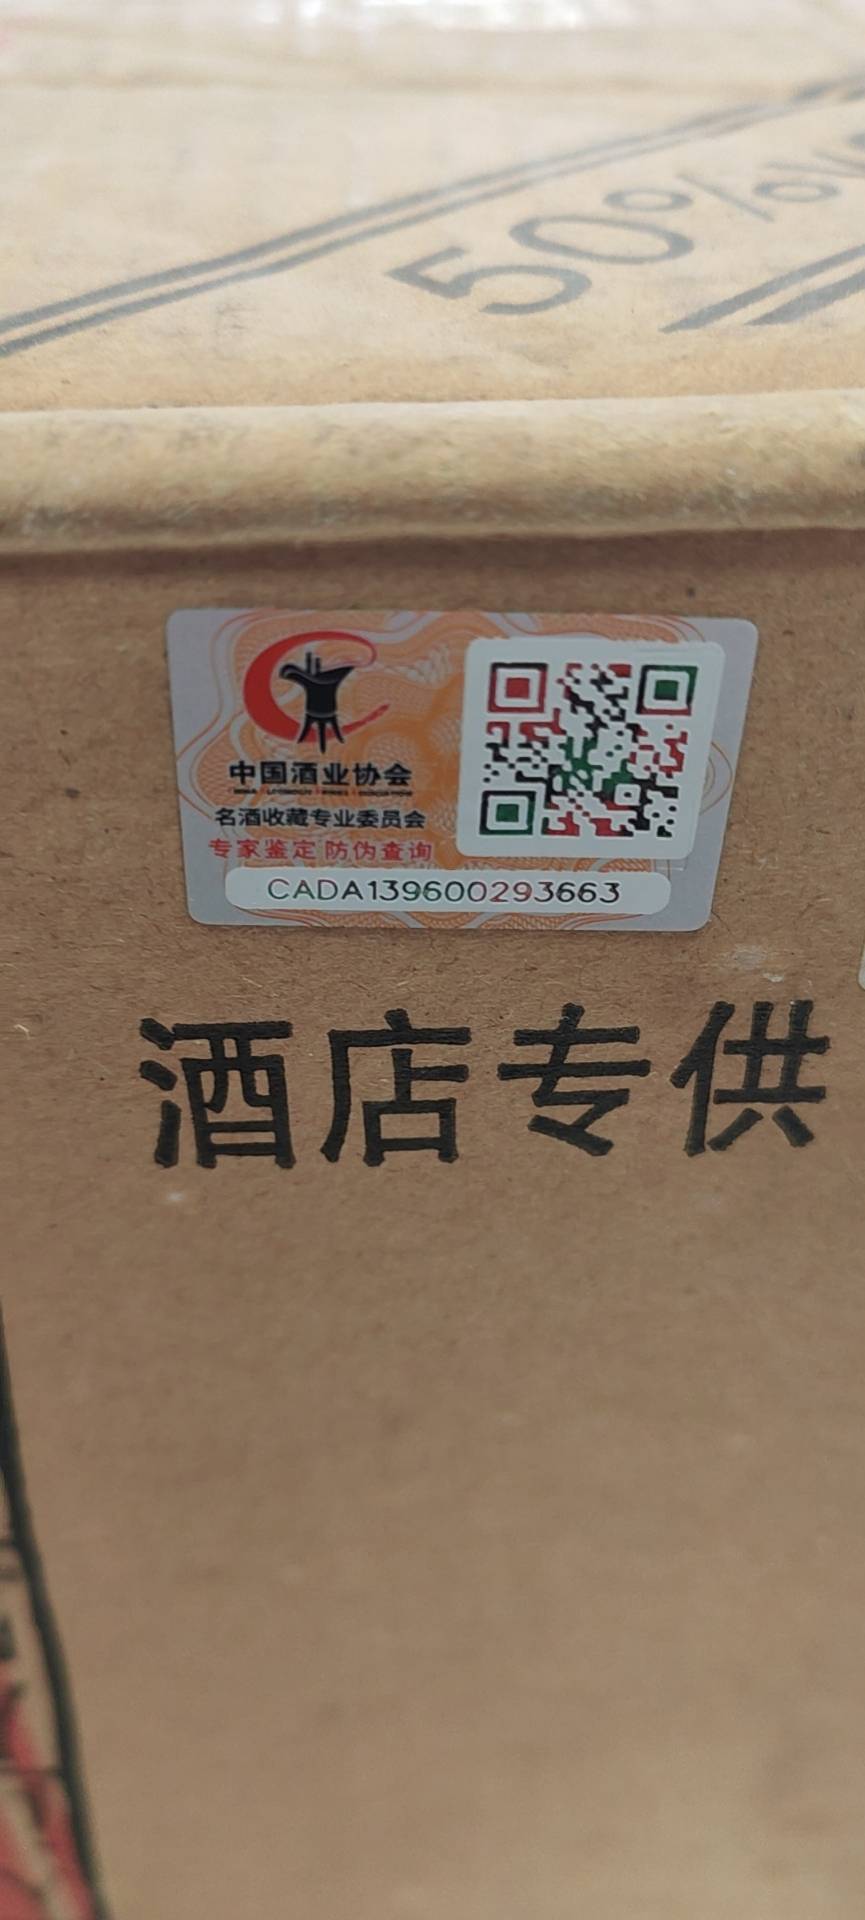 50%
中国酒业协会
名酒收藏专业委员会
专家鉴定 防伪查询
CADA139600293663
酒店专供